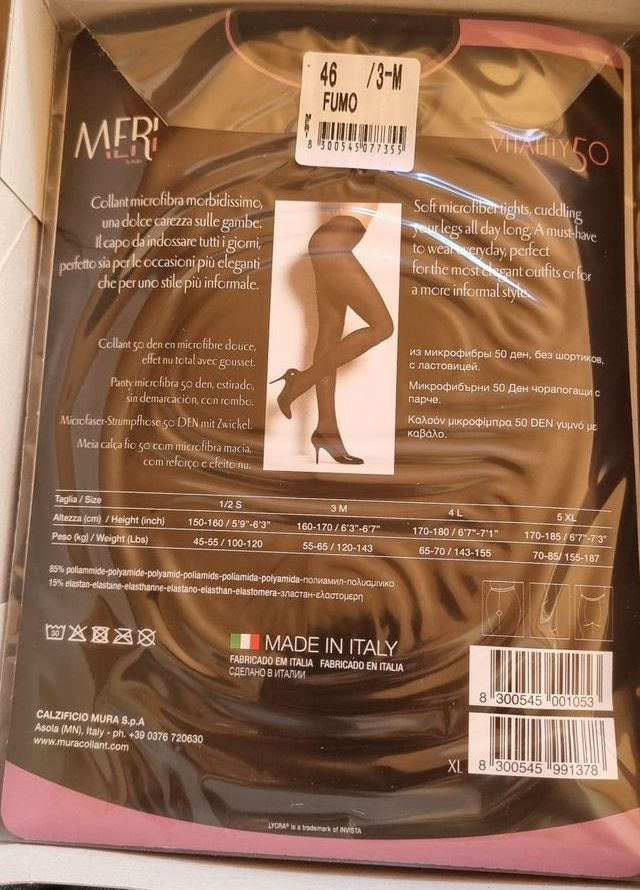 46 /3-M
FUMO
8 300545 077355
MERI
VITALITY 50
Collant microfibra morbidissimo,
una dolce carezza sulle gambe.
Il capo da indossare tutti i giorni,
perfetto sia per le occasioni più eleganti
che per uno stile più informale.
Soft microfiber tights, cuddling
your legs all day long. A must-have
to wear everyday, perfect
for the most elegant outfits or for
a more informal style.
Collant 50 den en microfibre douce,
effet nu total avec gousset.
Panty microfibra 50 den, estirado,
sin demarcación, con rombo.
Microfaser-Strumpfhose 50 DEN mit Zwickel.
Meia calça fio 50 com microfibra macia,
com reforço e efeito nu.
из микрофибры 50 ден, без шортиков,
с ластовицей.
Микрофибърни 50 Ден чорапогащи с
парче.
Καλσόν μικροφίμπρα 50 DEN γυμνό με
καβάλο.
Taglia / Size 1/2 S 3 M 4 L 5 XL
Altezza (cm) / Height (inch) 150-160 / 5'9"-6'3" 160-170 / 6'3"-6'7" 170-180 / 6'7"-7'1" 170-185 / 6'7"-7'3"
Peso (kg) / Weight (Lbs) 45-55 / 100-120 55-65 / 120-143 65-70 / 143-155 70-85/ 155-187
85% poliammide-polyamide-polyamid-poliamids-poliamida-polyamida-полиамил-πολυαμινικο
15% elastan-elastane-elasthanne-elastano-elasthan-elastomera-эластан-ελαστομερη
30
MADE IN ITALY
FABRICADO EM ITALIA FABRICADO EN ITALIA
СДЕЛАНО В ИТАЛИИ
8 300545 001053
XL 8 300545 991378
CALZIFICIO MURA S.p.A
Asola (MN), Italy - ph. +39 0376 720630
www.muracollant.com
LYCRA® is a trademark of INVISTA